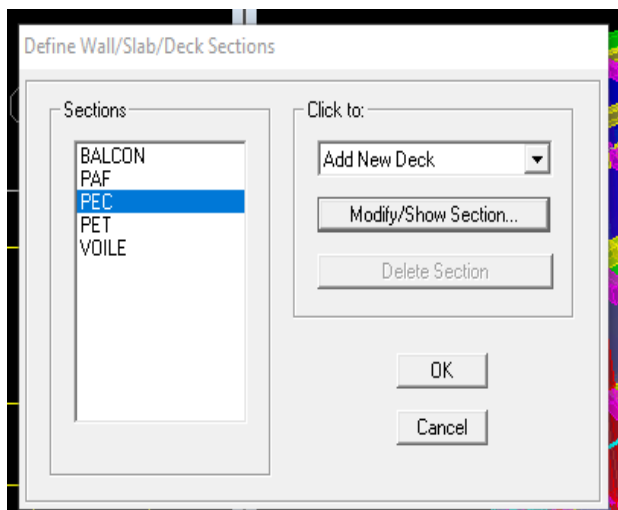 Define Wall/Slab/Deck Sections
Sections
BALCON
PAF
PEC
PET
VOILE
Click to:
Add New Deck
Modify/Show Section...
Delete Section
OK
Cancel